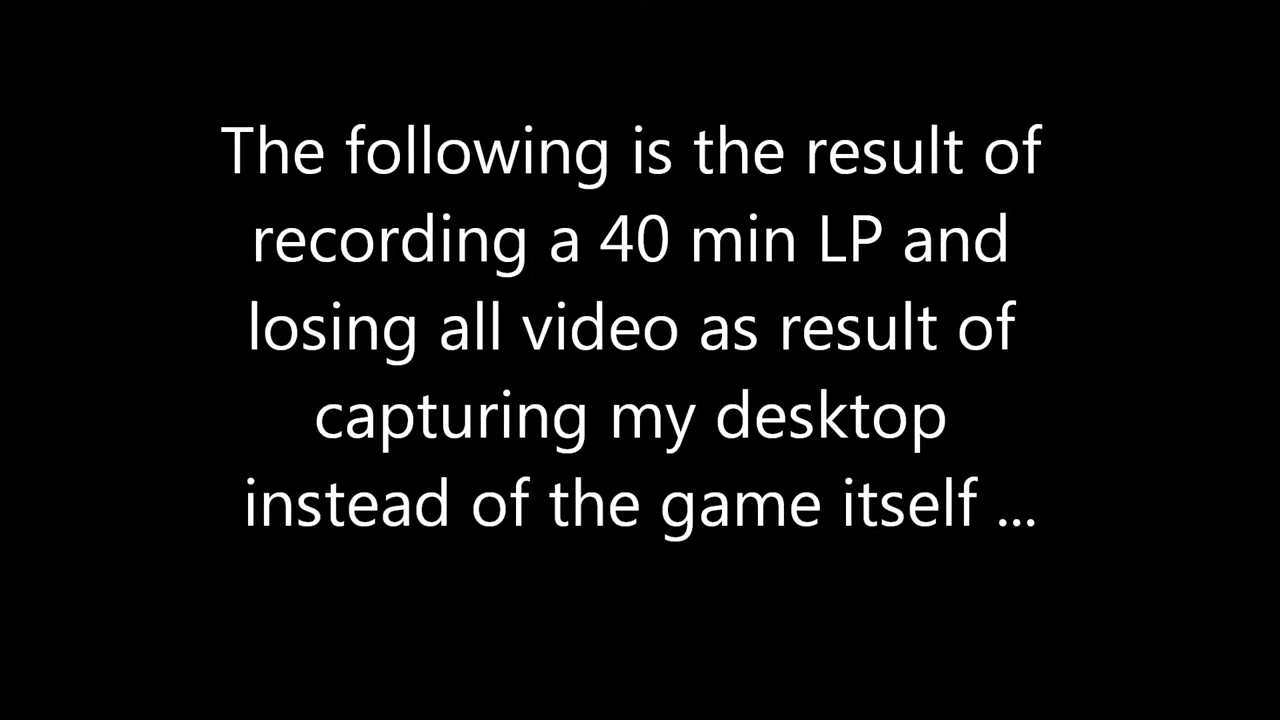 The following is the result of
recording a 40 min LP and
losing all video as result of
capturing my desktop
instead of the game itself ...